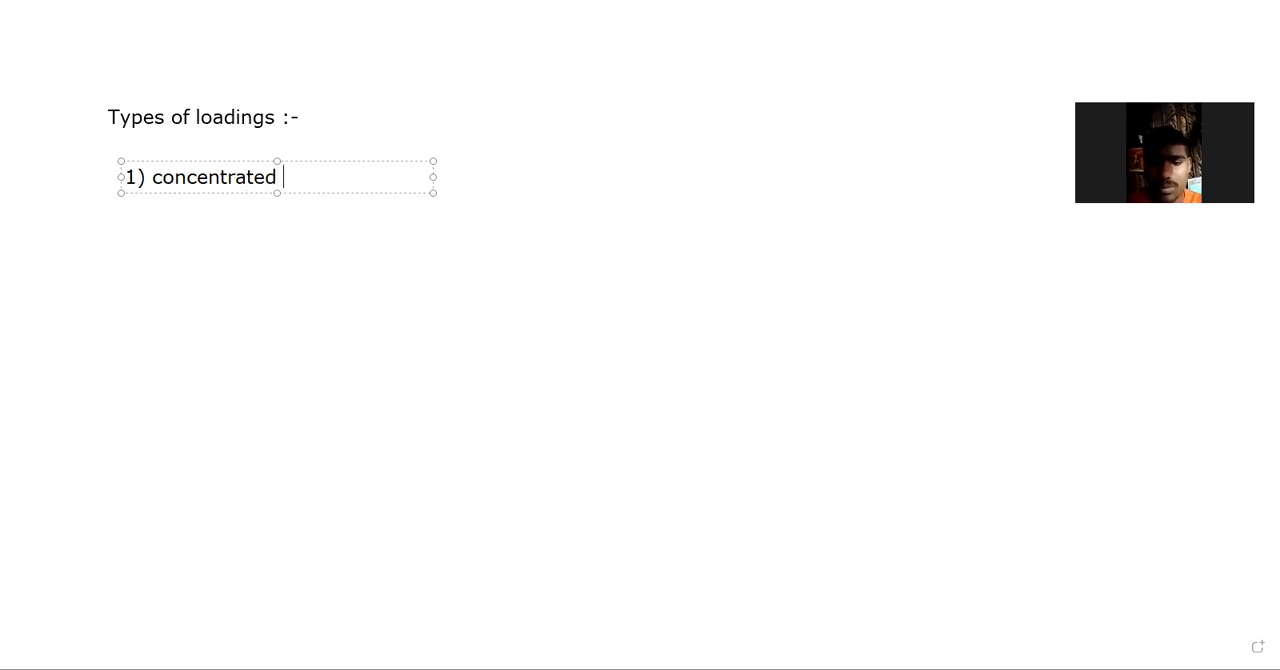 Types of loadings :-
1) concentrated